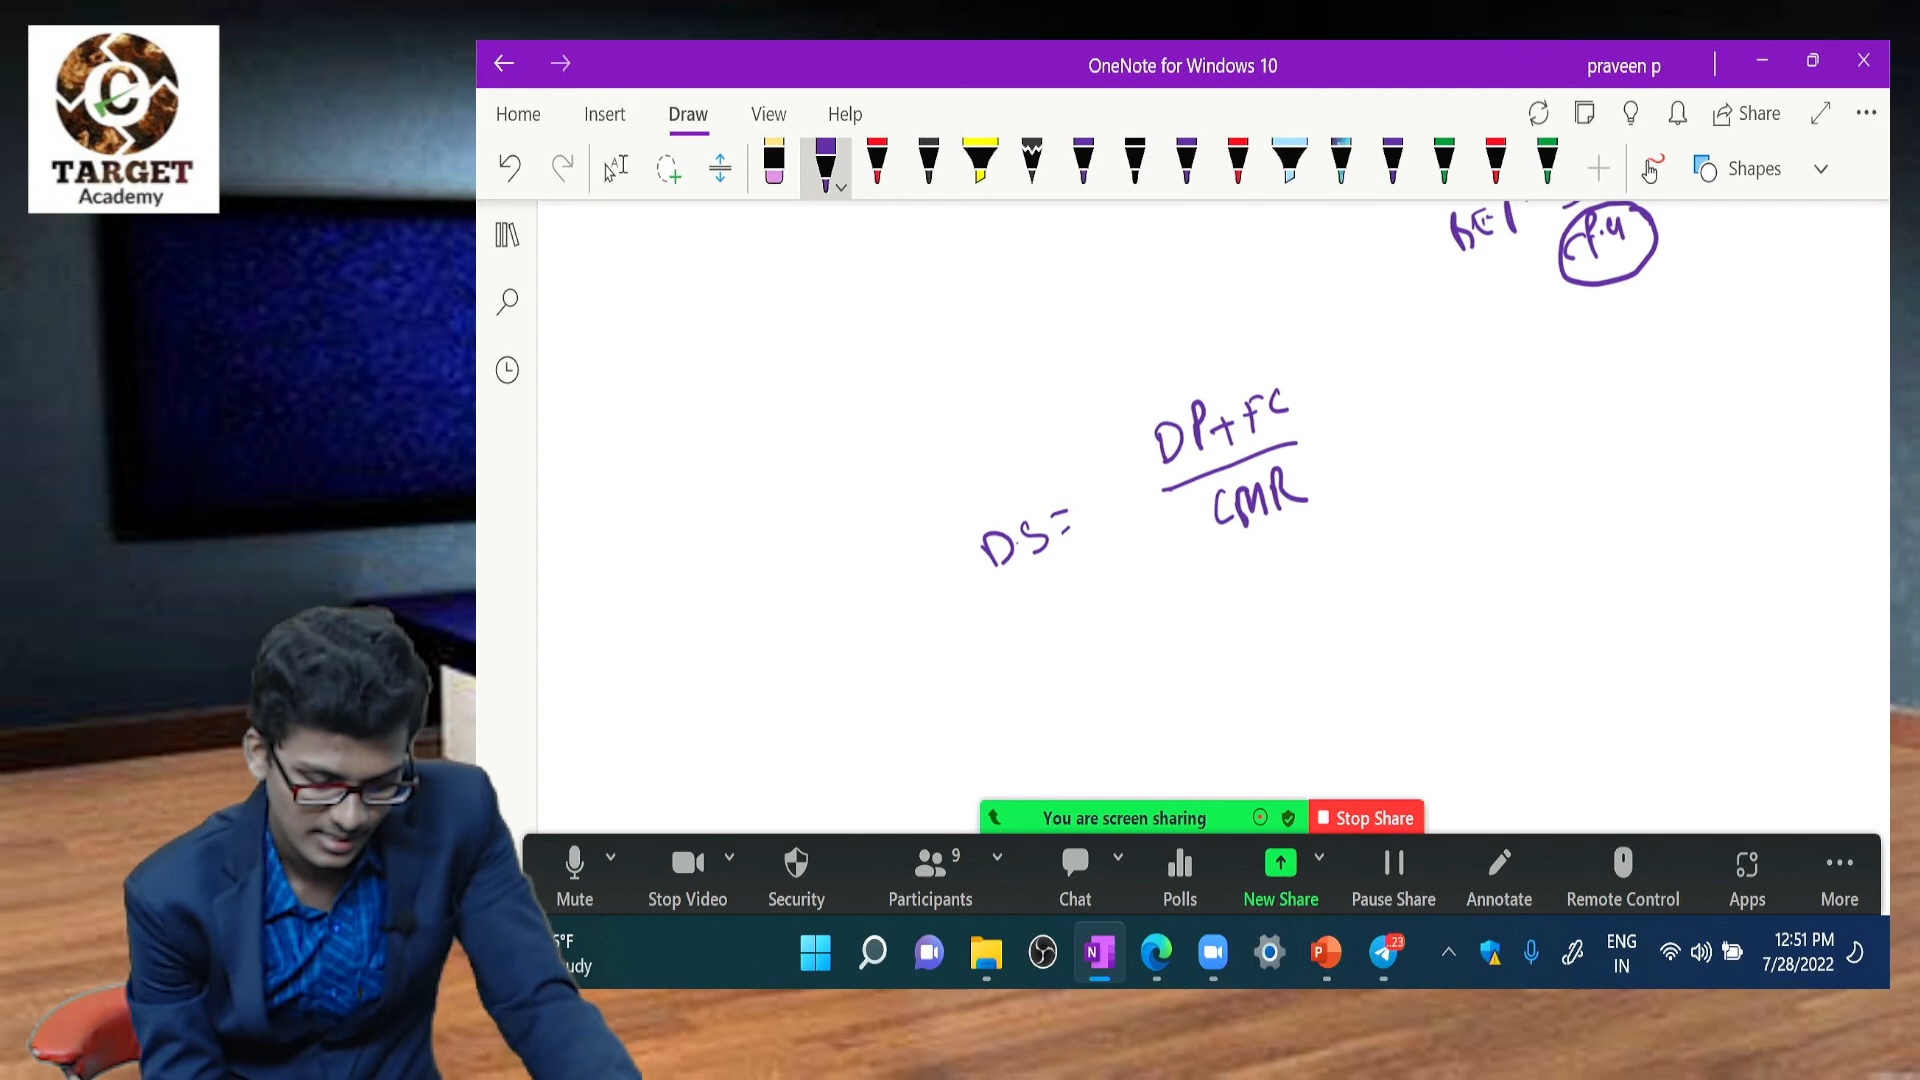 TARGET
Academy
OneNote for Windows 10
praveen p
Home Insert Draw View Help
Share
Shapes
BEP
C P.U
DP+FC
CMR
D.S=
You are screen sharing
Stop Share
9
Mute Stop Video Security Participants Chat Polls New Share Pause Share Annotate Remote Control Apps More
23
ENG
IN
12:51 PM
7/28/2022